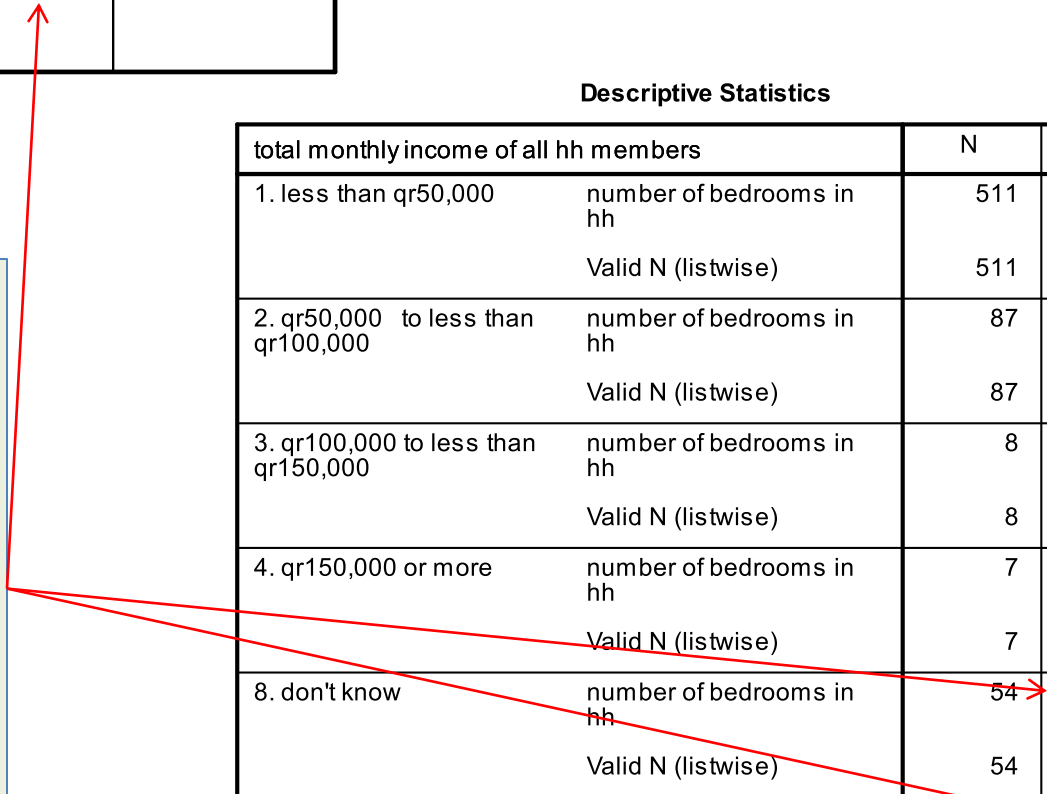 Descriptive Statistics
total monthly income of all hh members N
1. less than qr50,000 number of bedrooms in 511
hh
Valid N (listwise) 511
2. qr50,000 to less than number of bedrooms in 87
qr100,000 hh
Valid N (listwise) 87
3. qr100,000 to less than number of bedrooms in 8
qr150,000 hh
Valid N (listwise) 8
4. qr150,000 or more number of bedrooms in 7
hh
Valid N (listwise) 7
8. don't know number of bedrooms in 54
hh
Valid N (listwise) 54